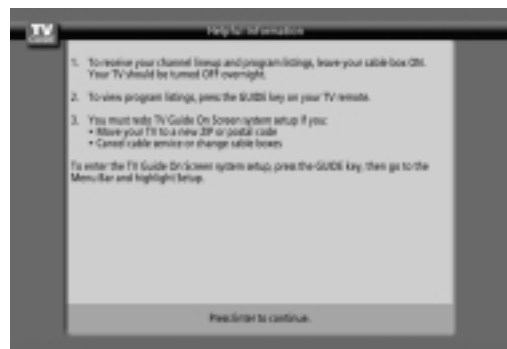 TV
GUIDE
Helpful Information
1. To receive your channel lineup and program listings, leave your cable box ON.
Your TV should be turned OFF overnight.
2. To view program listings, press the GUIDE key on your TV remote.
3. You must redo TV Guide On Screen system setup if you:
• Move your TV to a new ZIP or postal code
• Cancel cable service or change cable boxes
To enter the TV Guide On Screen system setup, press the GUIDE key, then go to the
Menu Bar and highlight Setup.
Press Enter to continue.